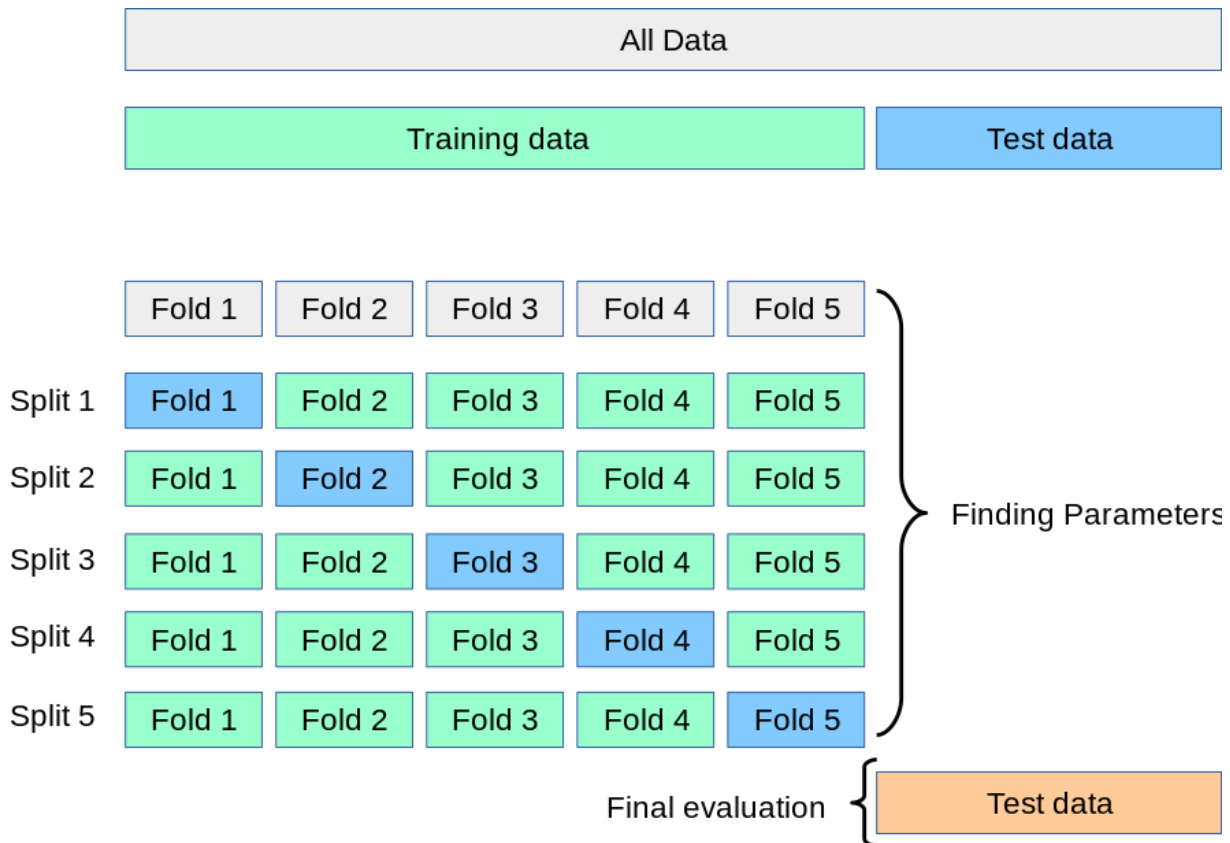 All Data
Training data Test data
Fold 1 Fold 2 Fold 3 Fold 4 Fold 5
Split 1 Fold 1 Fold 2 Fold 3 Fold 4 Fold 5
Split 2 Fold 1 Fold 2 Fold 3 Fold 4 Fold 5
Finding Parameters
Split 3 Fold 1 Fold 2 Fold 3 Fold 4 Fold 5
Split 4 Fold 1 Fold 2 Fold 3 Fold 4 Fold 5
Split 5 Fold 1 Fold 2 Fold 3 Fold 4 Fold 5
Final evaluation Test data